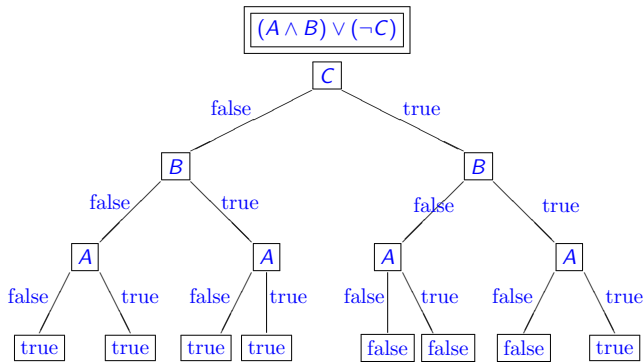 (A ∧ B) ∨ (¬C)
C
false true
B B
false true false true
A A A A
false true false true false true false true
true true true true false false false true